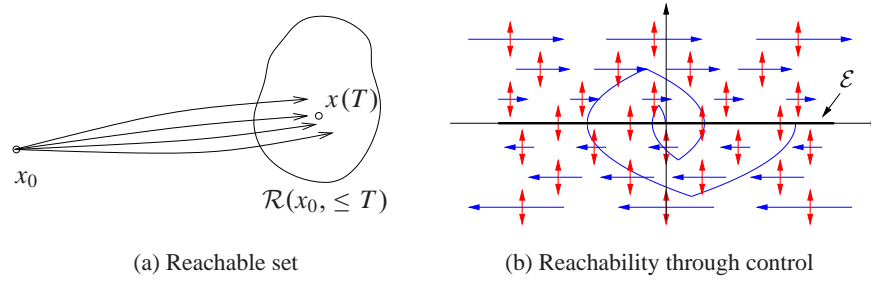 x(T)
x₀
R(x₀, ≤ T)
ℰ
(a) Reachable set
(b) Reachability through control